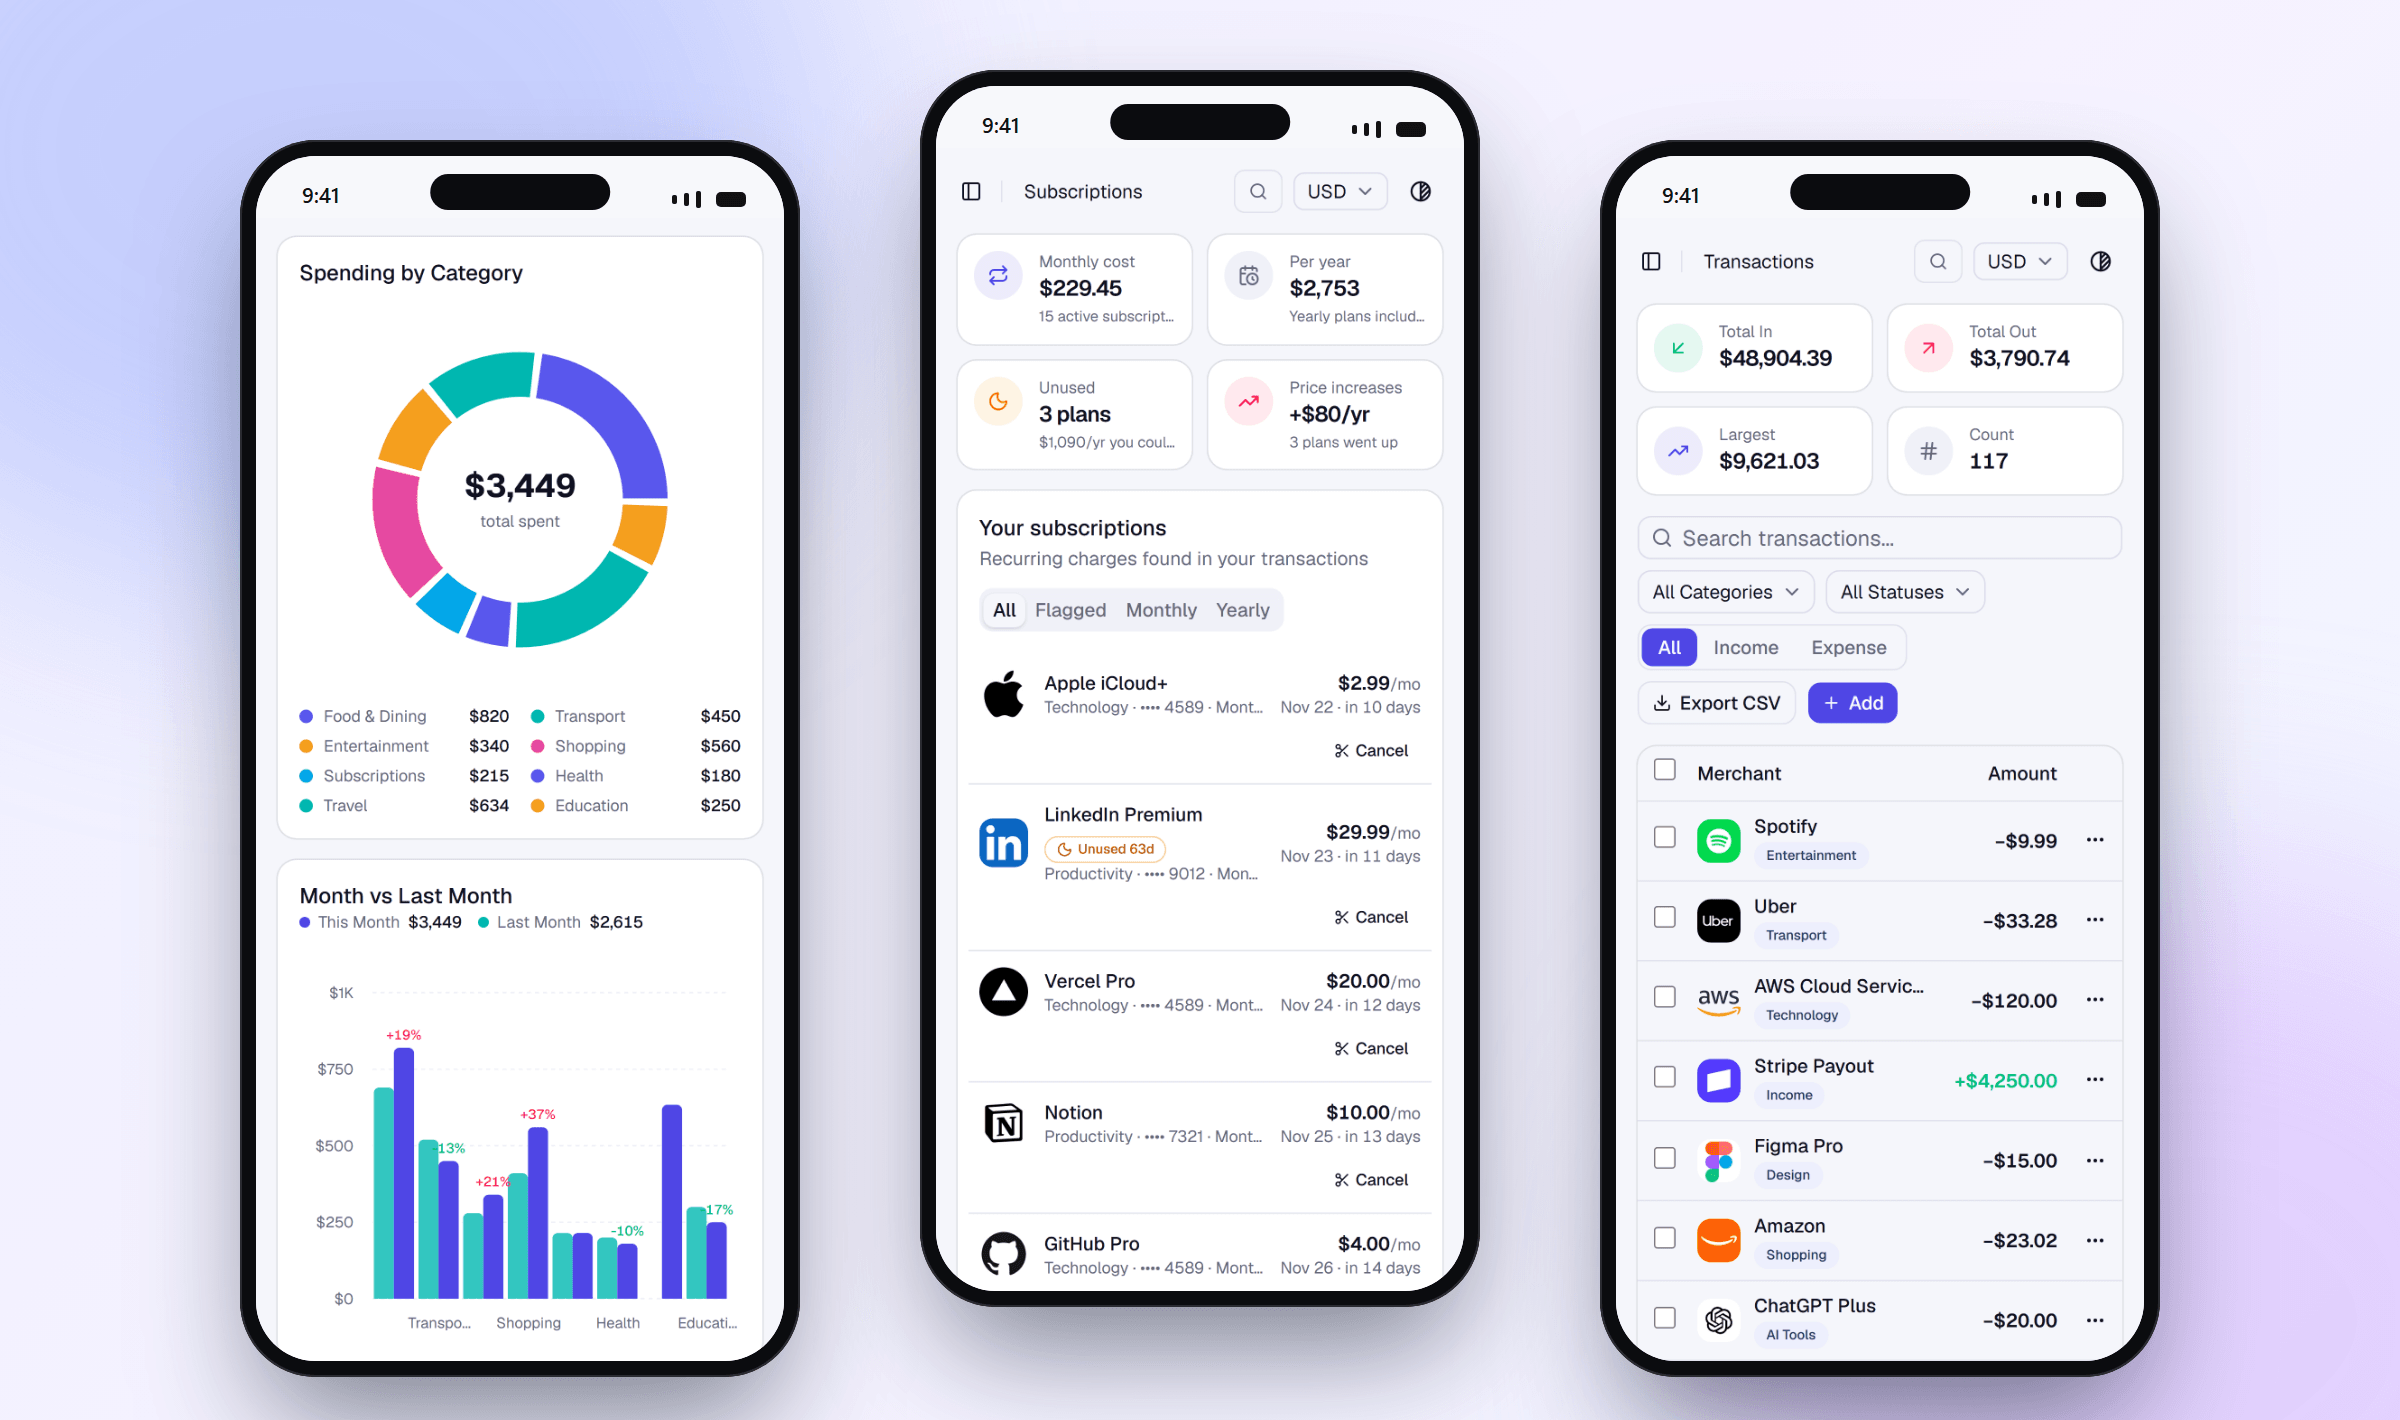 9:41
Spending by Category
$3,449
total spent
Food & Dining $820 Transport $450
Entertainment $340 Shopping $560
Subscriptions $215 Health $180
Travel $634 Education $250
Month vs Last Month
This Month $3,449 Last Month $2,615
$1K
+19%
$750
+37%
$500
-13%
+21%
$250
-17%
-10%
$0
Transpo... Shopping Health Educati...
9:41
Subscriptions USD
Monthly cost
$229.45
15 active subscript...
Per year
$2,753
Yearly plans includ...
Unused
3 plans
$1,090/yr you coul...
Price increases
+$80/yr
3 plans went up
Your subscriptions
Recurring charges found in your transactions
All Flagged Monthly Yearly
Apple iCloud+ $2.99/mo
Technology · •••• 4589 · Mont... Nov 22 · in 10 days
Cancel
LinkedIn Premium $29.99/mo
Unused 63d
Productivity · •••• 9012 · Mon... Nov 23 · in 11 days
Cancel
Vercel Pro $20.00/mo
Technology · •••• 4589 · Mont... Nov 24 · in 12 days
Cancel
Notion $10.00/mo
Productivity · •••• 7321 · Mont... Nov 25 · in 13 days
Cancel
GitHub Pro $4.00/mo
Technology · •••• 4589 · Mont... Nov 26 · in 14 days
9:41
Transactions USD
Total In
$48,904.39
Total Out
$3,790.74
Largest
$9,621.03
Count
117
Search transactions...
All Categories All Statuses
All Income Expense
Export CSV + Add
Merchant Amount
Spotify
Entertainment
-$9.99
Uber
Uber
Transport
-$33.28
aws
AWS Cloud Servic...
Technology
-$120.00
Stripe Payout
Income
+$4,250.00
Figma Pro
Design
-$15.00
Amazon
Shopping
-$23.02
ChatGPT Plus
AI Tools
-$20.00